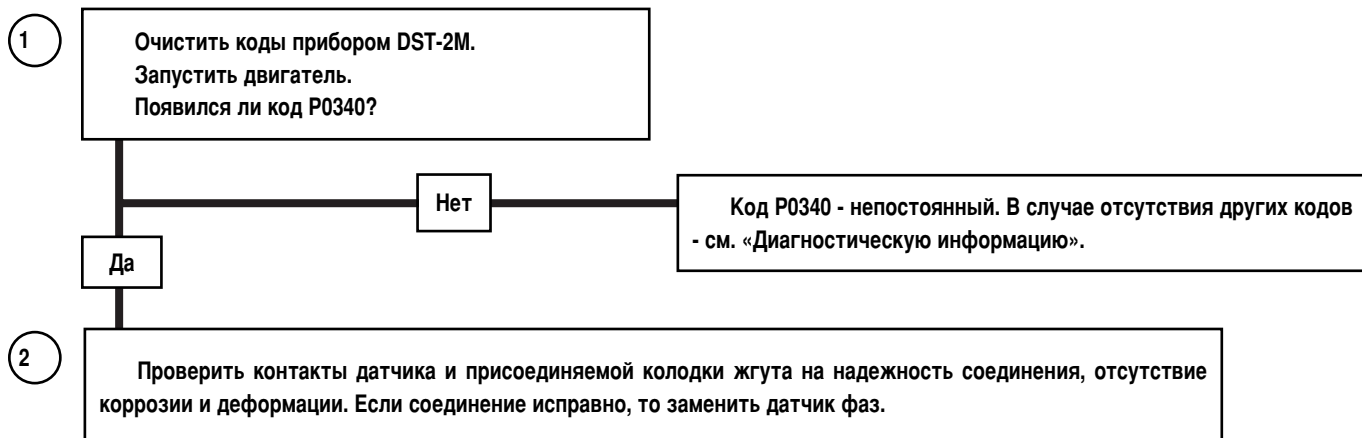 1
Очистить коды прибором DST-2M.
Запустить двигатель.
Появился ли код Р0340?
Нет
Код Р0340 - непостоянный. В случае отсутствия других кодов
- см. «Диагностическую информацию».
Да
2
Проверить контакты датчика и присоединяемой колодки жгута на надежность соединения, отсутствие
коррозии и деформации. Если соединение исправно, то заменить датчик фаз.